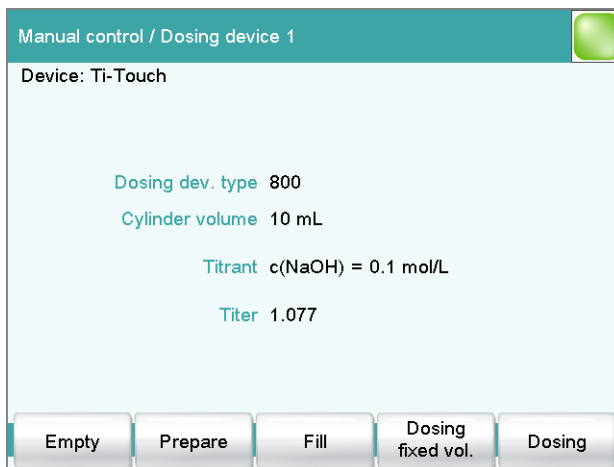 Manual control / Dosing device 1
Device: Ti-Touch
Dosing dev. type 800
Cylinder volume 10 mL
Titrant c(NaOH) = 0.1 mol/L
Titer 1.077
Empty
Prepare
Fill
Dosing
fixed vol.
Dosing